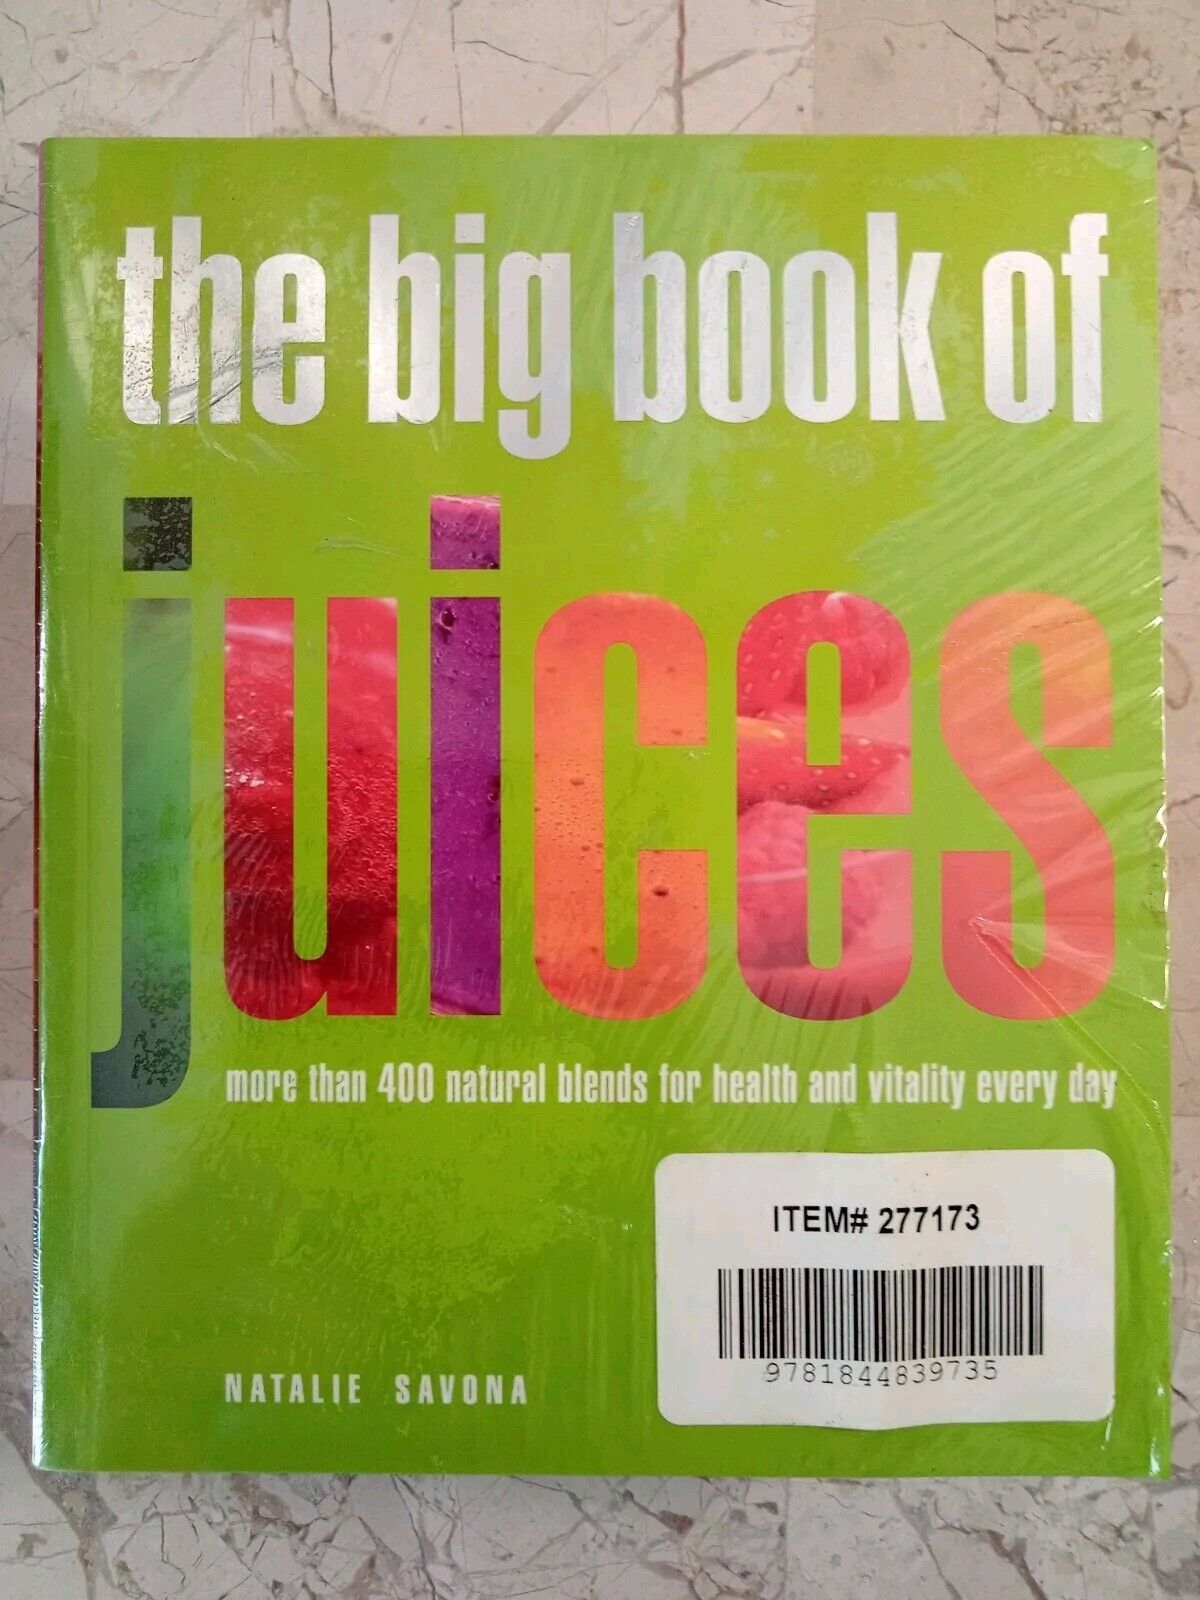 the big book of
juices
more than 400 natural blends for health and vitality every day
ITEM# 277173
9781844839735
NATALIE SAVONA